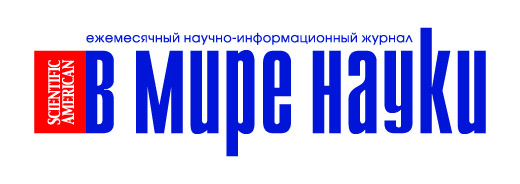 ежемесячный научно-информационный журнал
SCIENTIFIC
AMERICAN
в мире науки